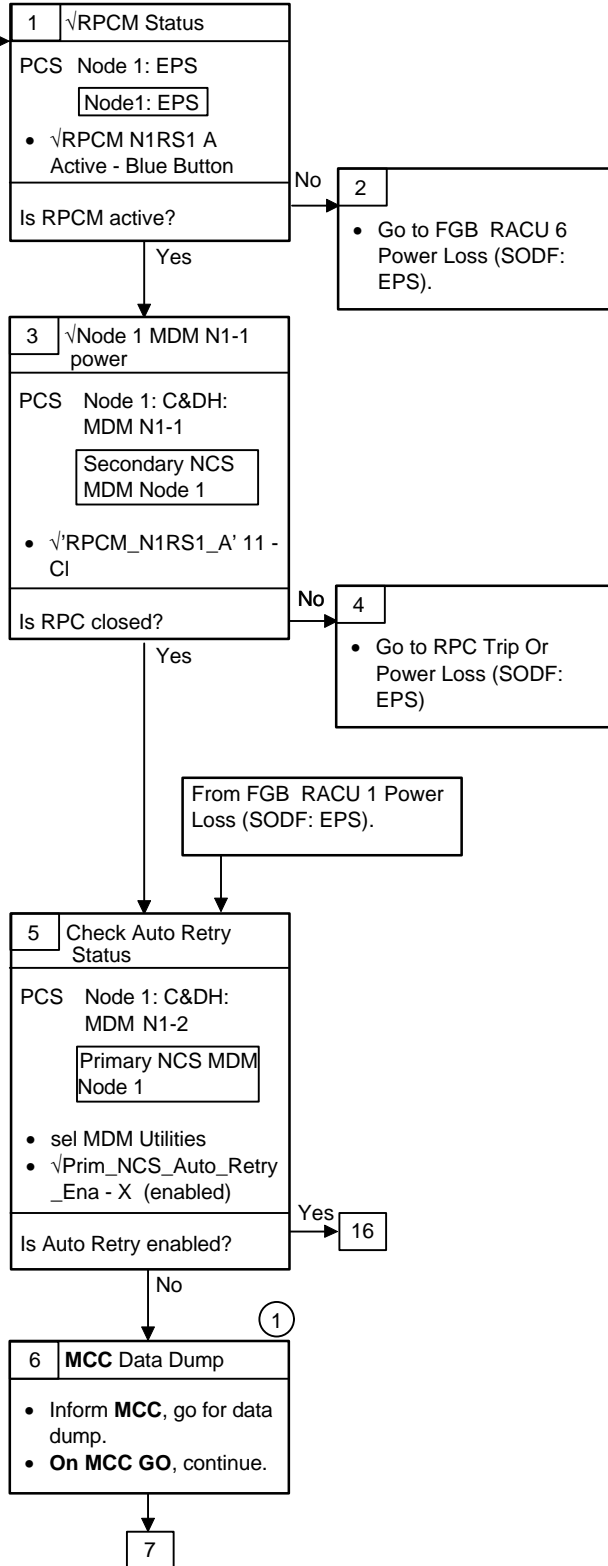 1 √RPCM Status
PCS Node 1: EPS
Node1: EPS
• √RPCM N1RS1 A
Active - Blue Button
Is RPCM active?
No
Yes
2
• Go to FGB RACU 6
Power Loss (SODF:
EPS).
3 √Node 1 MDM N1-1
power
PCS Node 1: C&DH:
MDM N1-1
Secondary NCS
MDM Node 1
• √'RPCM_N1RS1_A' 11 -
Cl
Is RPC closed?
No
Yes
4
• Go to RPC Trip Or
Power Loss (SODF:
EPS)
From FGB RACU 1 Power
Loss (SODF: EPS).
5 Check Auto Retry
Status
PCS Node 1: C&DH:
MDM N1-2
Primary NCS MDM
Node 1
• sel MDM Utilities
• √Prim_NCS_Auto_Retry
_Ena - X (enabled)
Is Auto Retry enabled?
Yes
16
No
1
6 MCC Data Dump
• Inform MCC, go for data
dump.
• On MCC GO, continue.
7